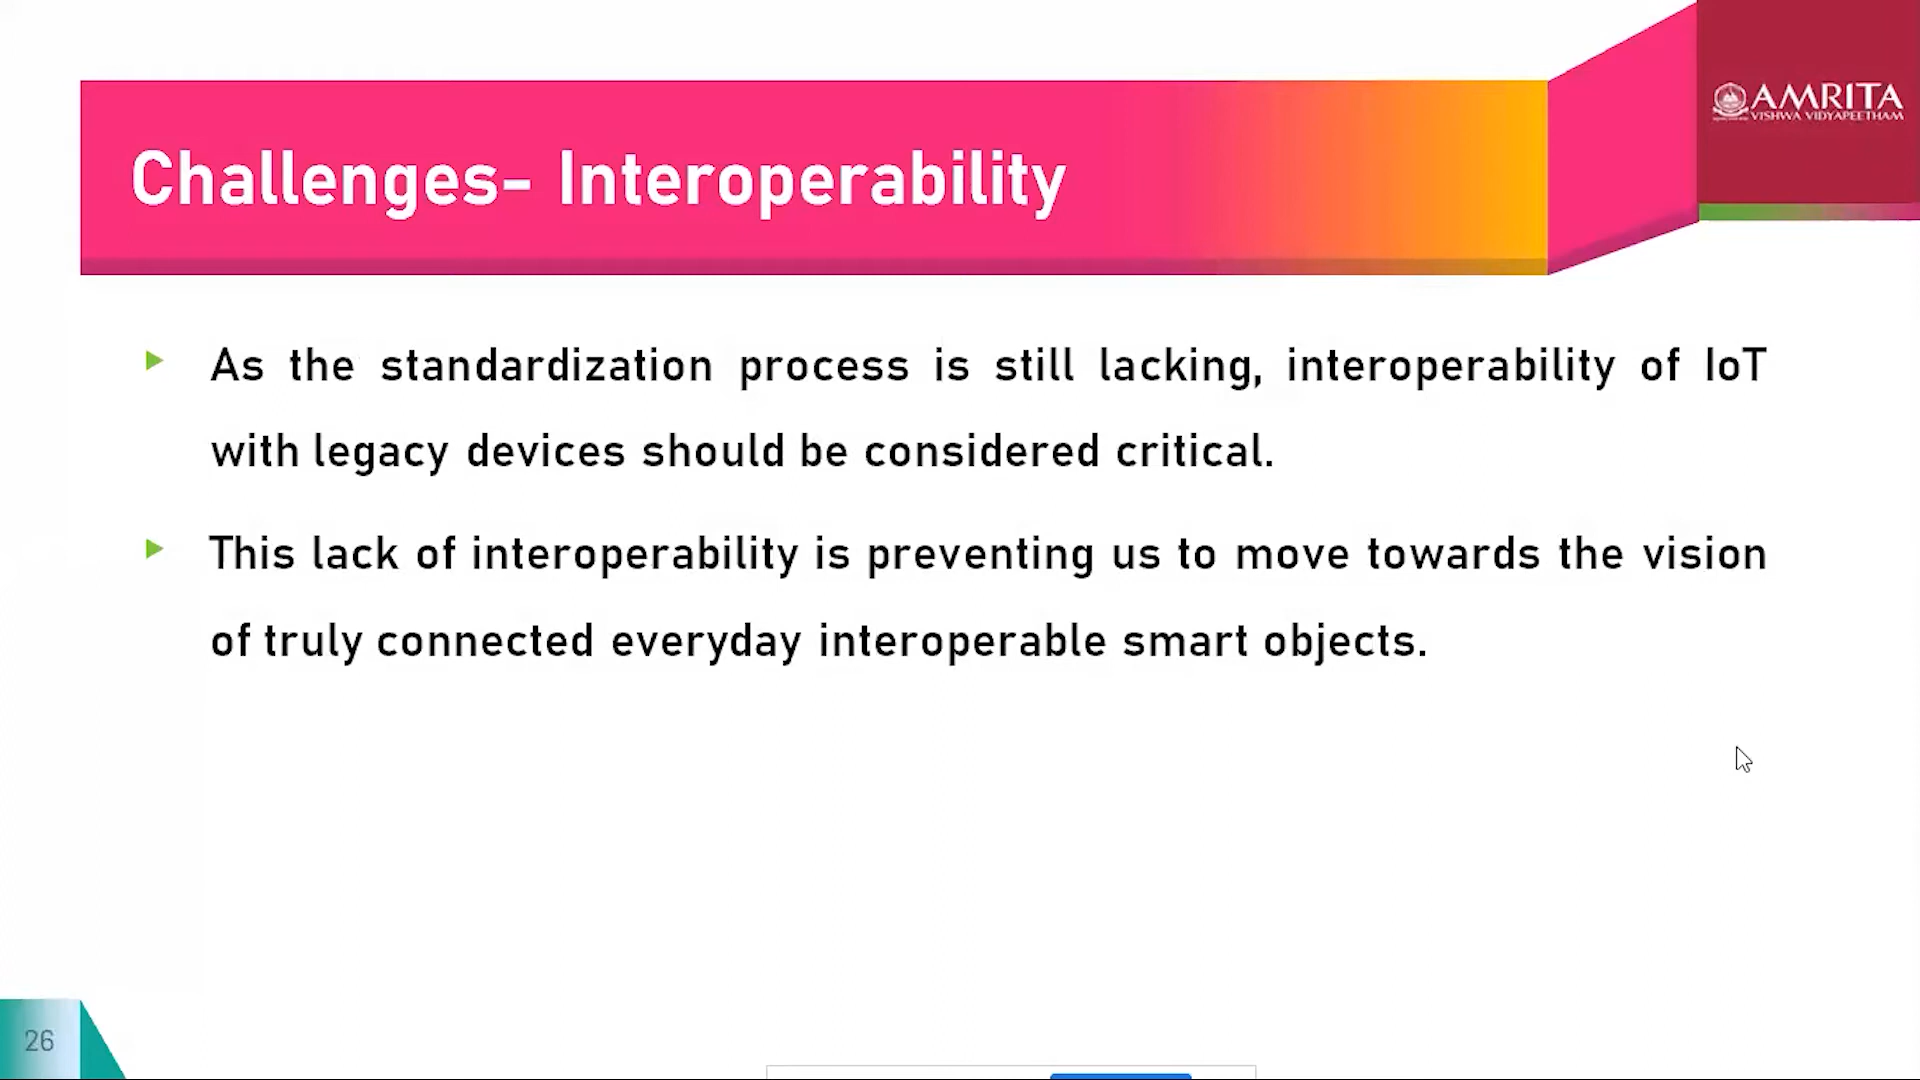 AMRITA
VISHWA VIDYAPEETHAM
Challenges- Interoperability
As the standardization process is still lacking, interoperability of IoT
with legacy devices should be considered critical.
This lack of interoperability is preventing us to move towards the vision
of truly connected everyday interoperable smart objects.
26